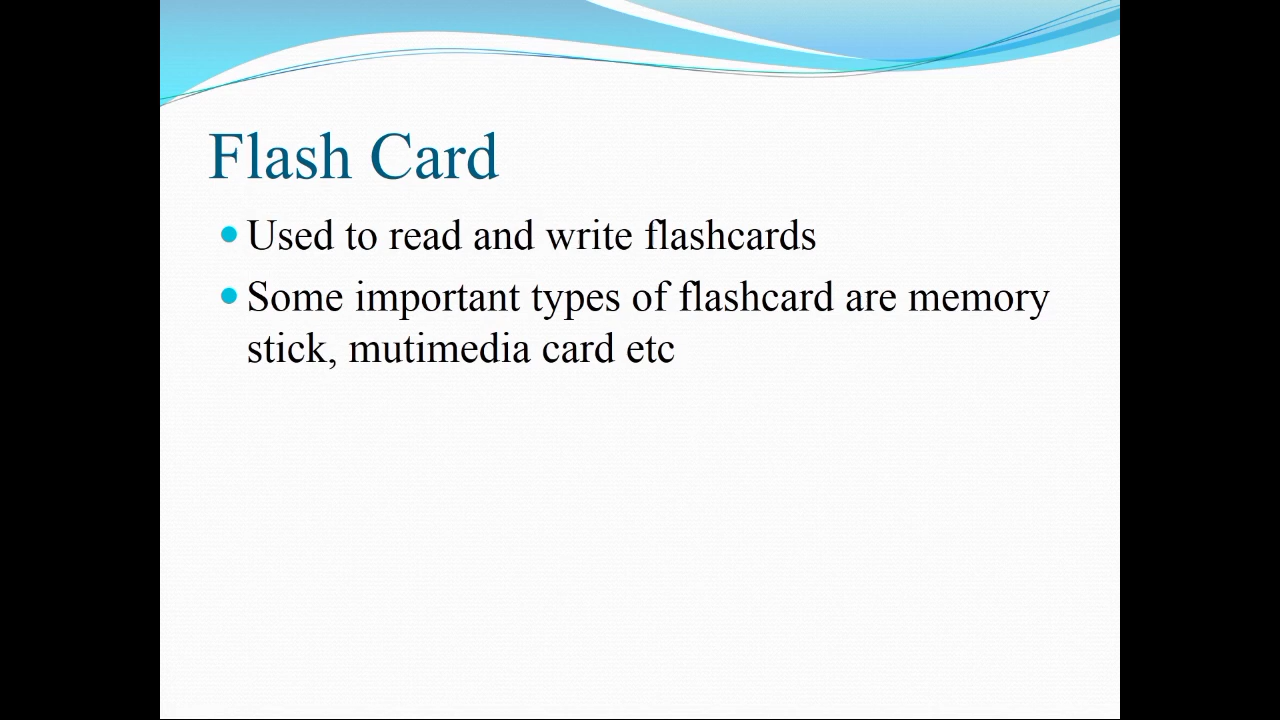 Flash Card
Used to read and write flashcards
Some important types of flashcard are memory
stick, mutimedia card etc